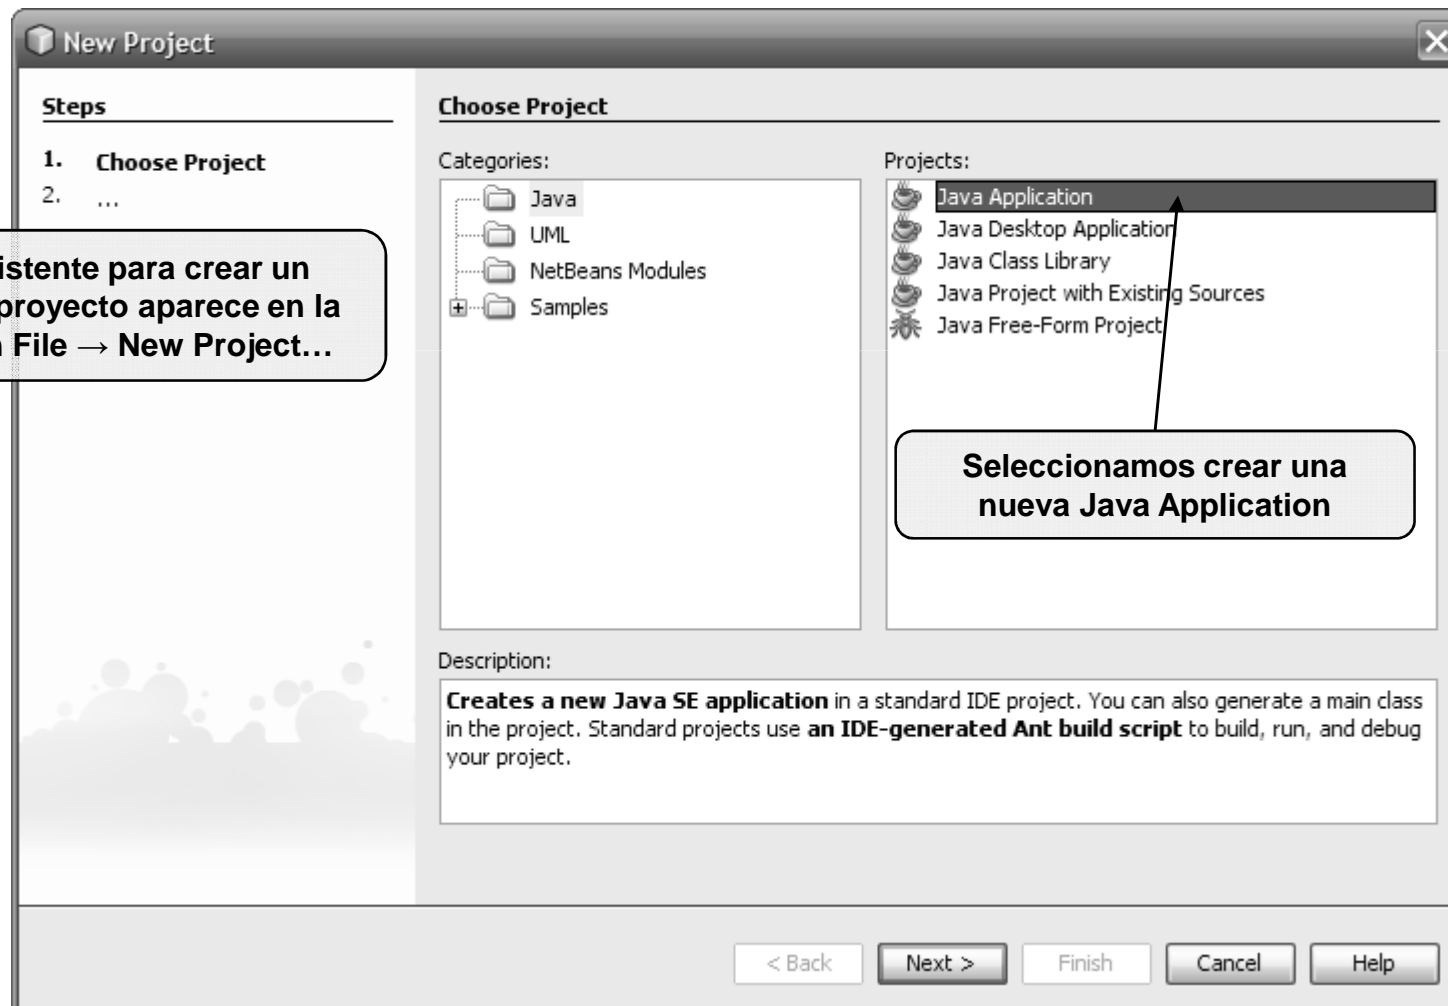 New Project
Steps
1. Choose Project
2. ...
istente para crear un
proyecto aparece en la
File → New Project…
Choose Project
Categories:
Java
UML
NetBeans Modules
Samples
Projects:
Java Application
Java Desktop Application
Java Class Library
Java Project with Existing Sources
Java Free-Form Project
Seleccionamos crear una
nueva Java Application
Description:
Creates a new Java SE application in a standard IDE project. You can also generate a main class
in the project. Standard projects use an IDE-generated Ant build script to build, run, and debug
your project.
< Back
Next >
Finish
Cancel
Help